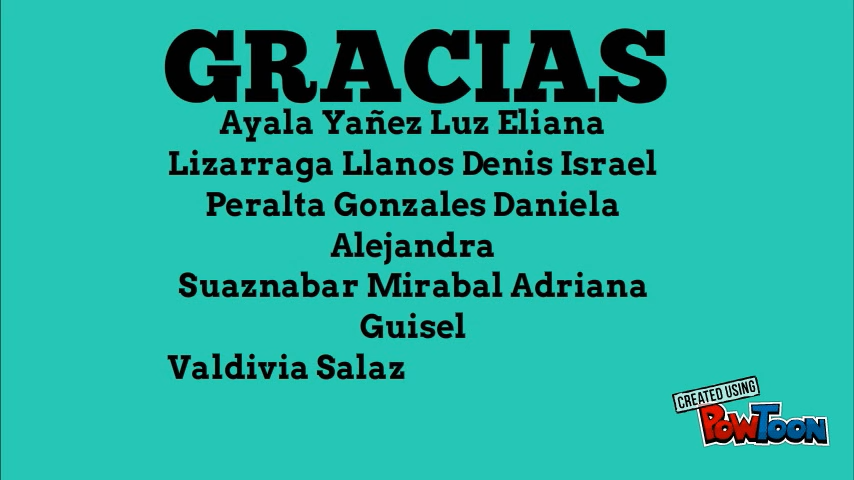 GRACIAS
Ayala Yañez Luz Eliana
Lizarraga Llanos Denis Israel
Peralta Gonzales Daniela
Alejandra
Suaznabar Mirabal Adriana
Guisel
Valdivia Salaz
CREATED USING
POWTOON